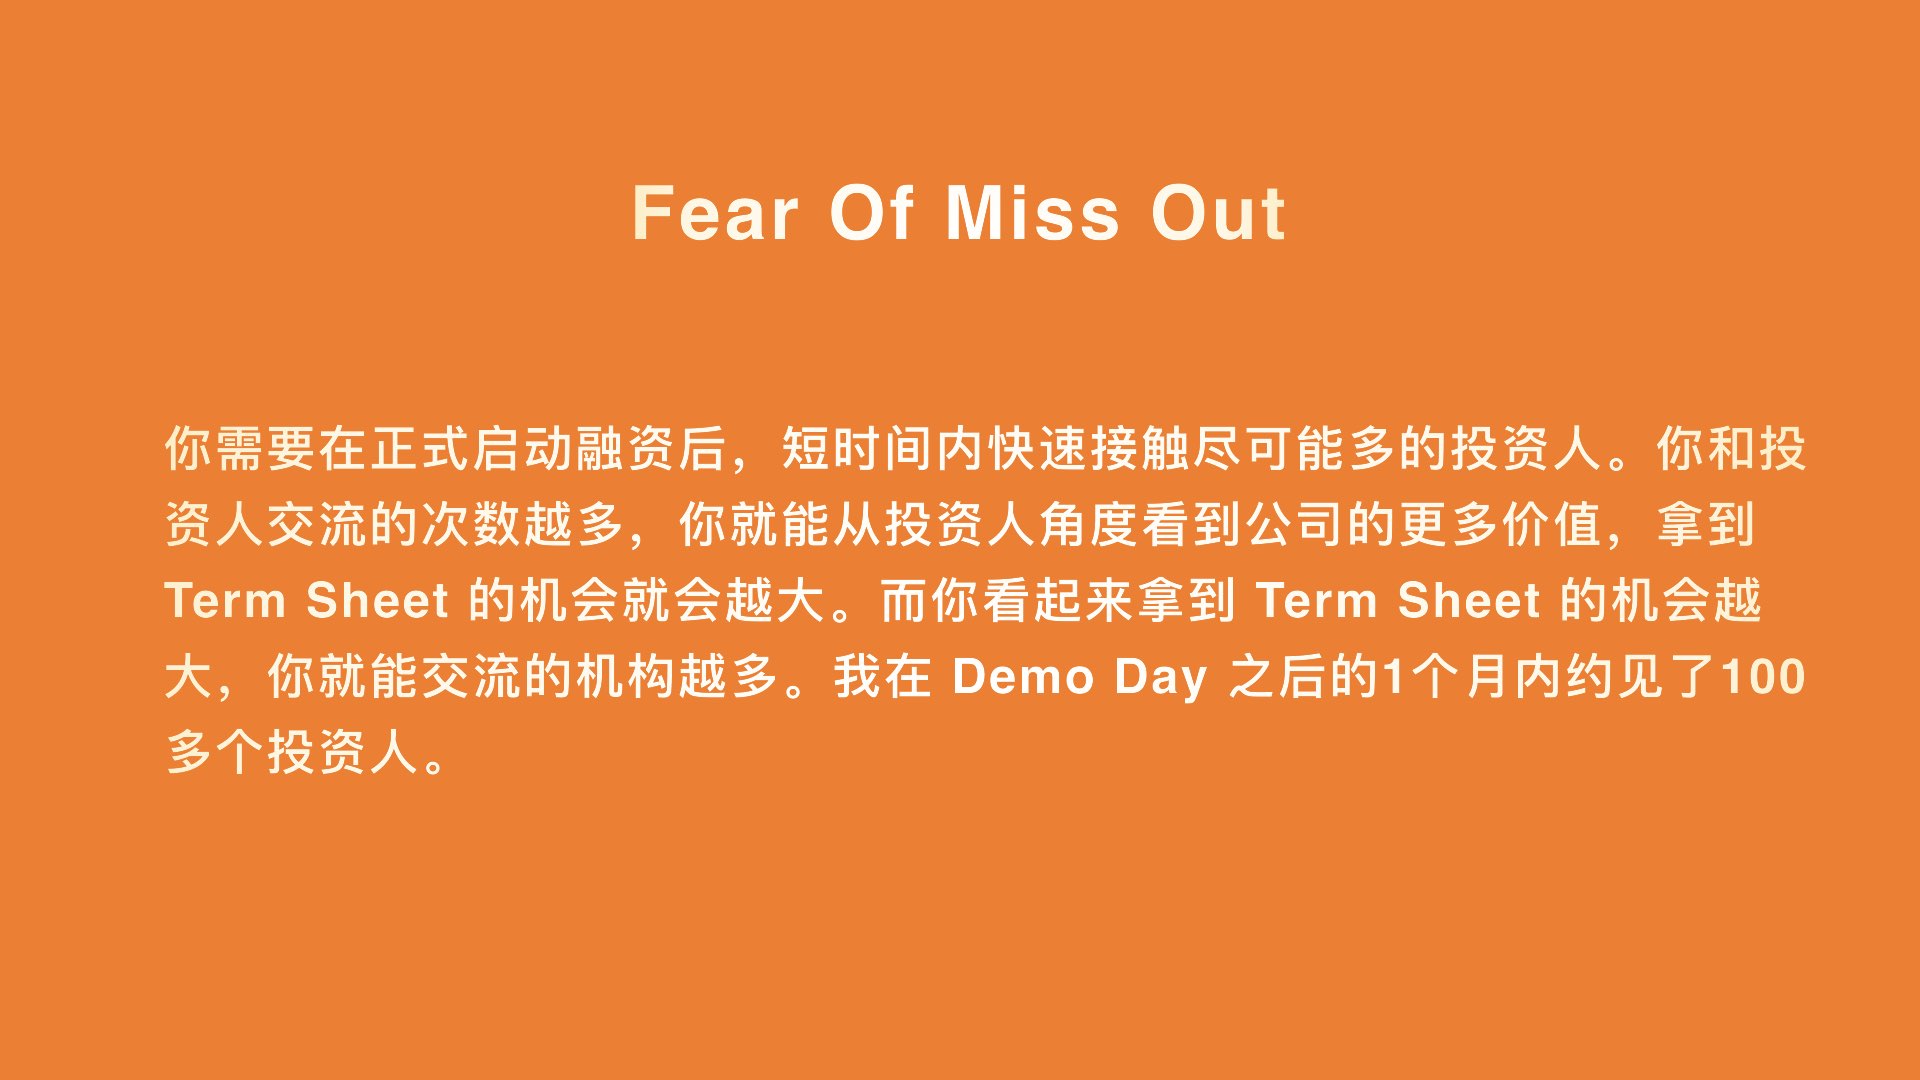 Fear Of Miss Out
你需要在正式启动融资后，短时间内快速接触尽可能多的投资人。你和投
资人交流的次数越多，你就能从投资人角度看到公司的更多价值，拿到
Term Sheet 的机会就会越大。而你看起来拿到 Term Sheet 的机会越
大，你就能交流的机构越多。我在 Demo Day 之后的1个月内约见了100
多个投资人。